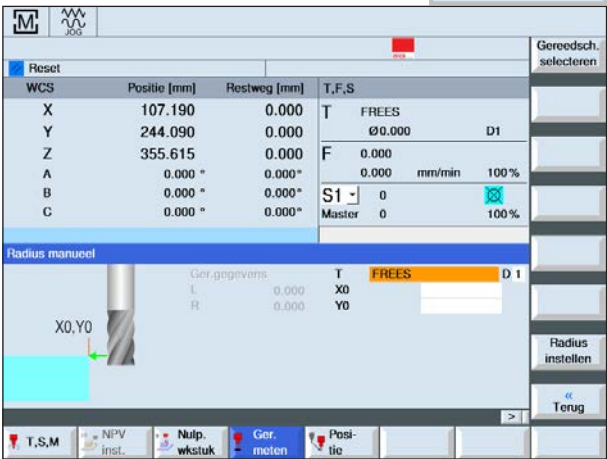 M JOG
Gereedsch.
selecteren
Reset
WCS Positie [mm] Restweg [mm] T,F,S
X 107.190 0.000 T FREES
Y 244.090 0.000 Ø0.000 D1
Z 355.615 0.000 F 0.000
A 0.000 ° 0.000° 0.000 mm/min 100%
B 0.000 ° 0.000° S1 0
C 0.000 ° 0.000° Master 0 100%
Radius manueel
Ger.gegevens T FREES D 1
L 0.000 X0
R 0.000 Y0
X0,Y0
Radius
instellen
«
Terug
>
T,S,M
NPV
inst.
Nulp.
wkstuk
Ger.
meten
Posi-
tie